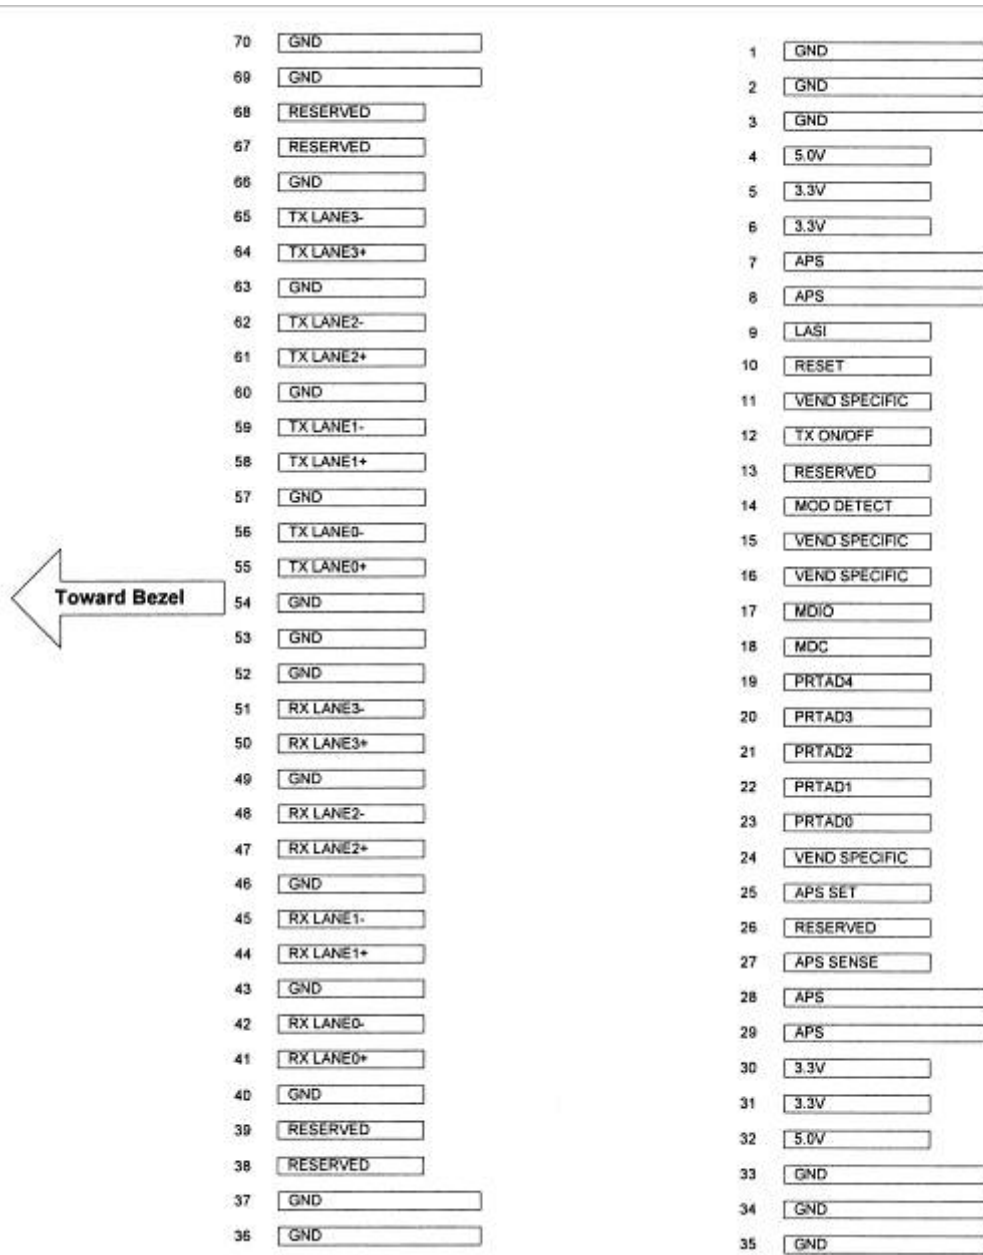 70 GND
69 GND
68 RESERVED
67 RESERVED
66 GND
65 TX LANE3-
64 TX LANE3+
63 GND
62 TX LANE2-
61 TX LANE2+
60 GND
59 TX LANE1-
58 TX LANE1+
57 GND
56 TX LANE0-
55 TX LANE0+
Toward Bezel
54 GND
53 GND
52 GND
51 RX LANE3-
50 RX LANE3+
49 GND
48 RX LANE2-
47 RX LANE2+
46 GND
45 RX LANE1-
44 RX LANE1+
43 GND
42 RX LANE0-
41 RX LANE0+
40 GND
39 RESERVED
38 RESERVED
37 GND
36 GND
1 GND
2 GND
3 GND
4 5.0V
5 3.3V
6 3.3V
7 APS
8 APS
9 LASI
10 RESET
11 VEND SPECIFIC
12 TX ON/OFF
13 RESERVED
14 MOD DETECT
15 VEND SPECIFIC
16 VEND SPECIFIC
17 MDIO
18 MDC
19 PRTAD4
20 PRTAD3
21 PRTAD2
22 PRTAD1
23 PRTAD0
24 VEND SPECIFIC
25 APS SET
26 RESERVED
27 APS SENSE
28 APS
29 APS
30 3.3V
31 3.3V
32 5.0V
33 GND
34 GND
35 GND